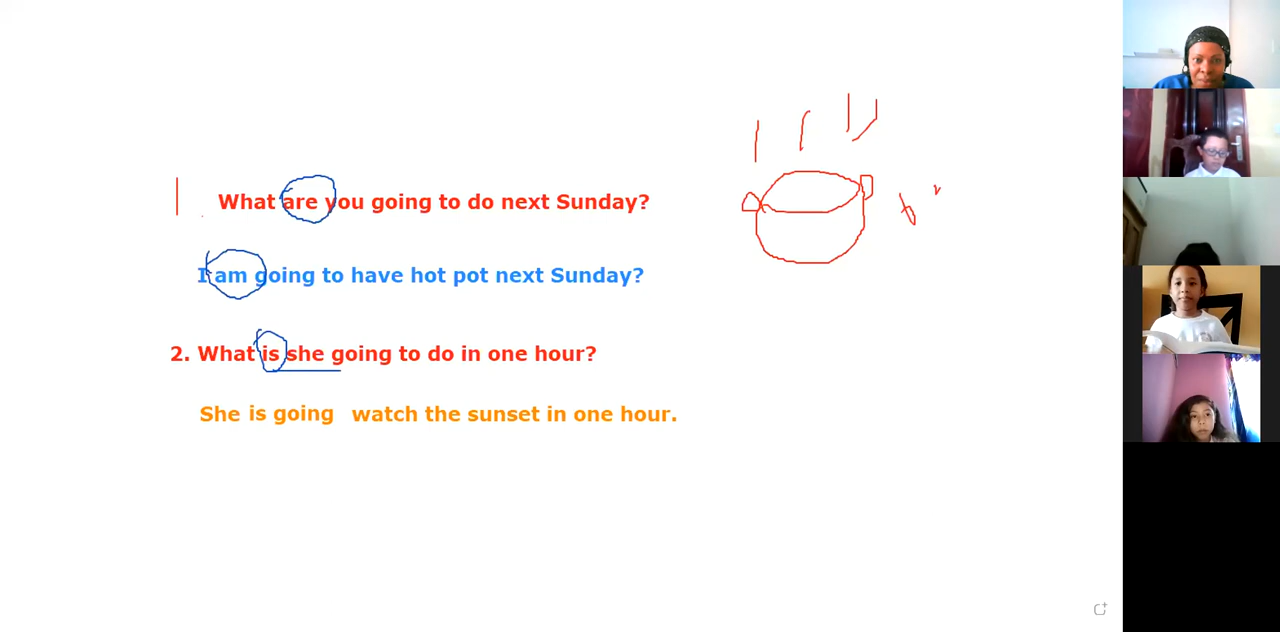 What are you going to do next Sunday?
I am going to have hot pot next Sunday?
2. What is she going to do in one hour?
She is going watch the sunset in one hour.